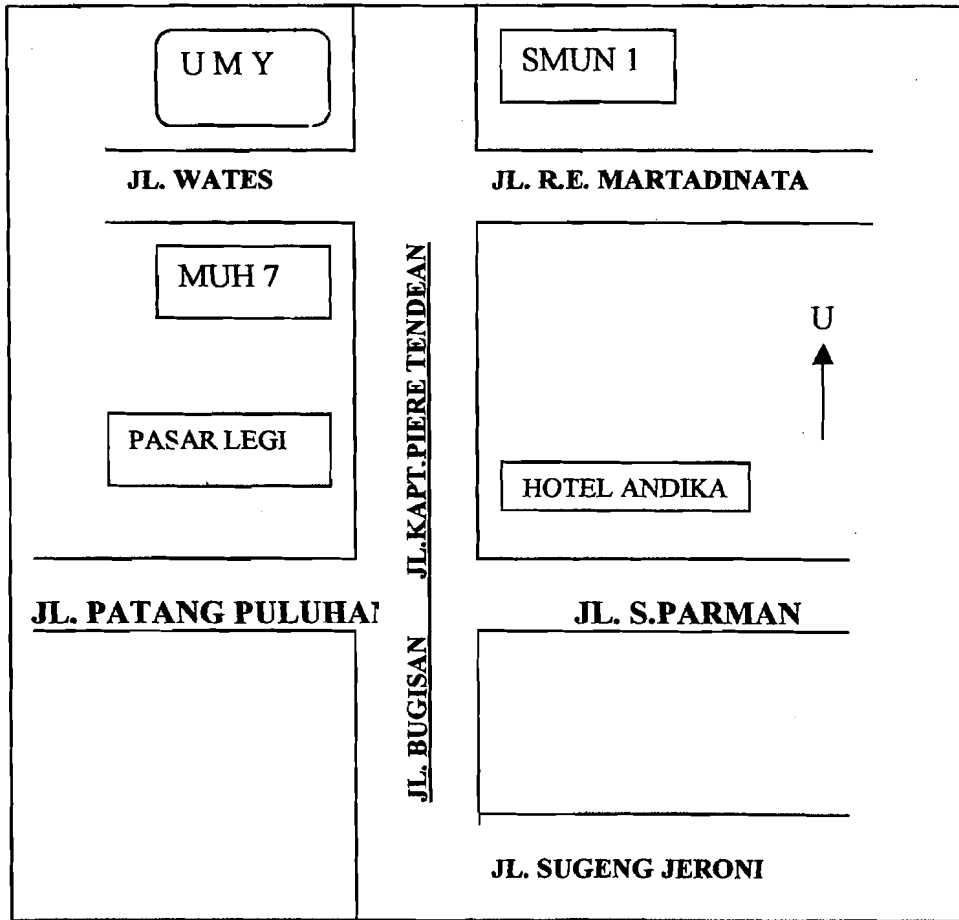 U M Y
SMUN 1
JL. WATES
JL. R.E. MARTADINATA
MUH 7
JL.KAPT.PIERE TENDEAN
U
PASAR LEGI
HOTEL ANDIKA
JL. PATANG PULUHAN
JL. S.PARMAN
JL. BUGISAN
JL. SUGENG JERONI